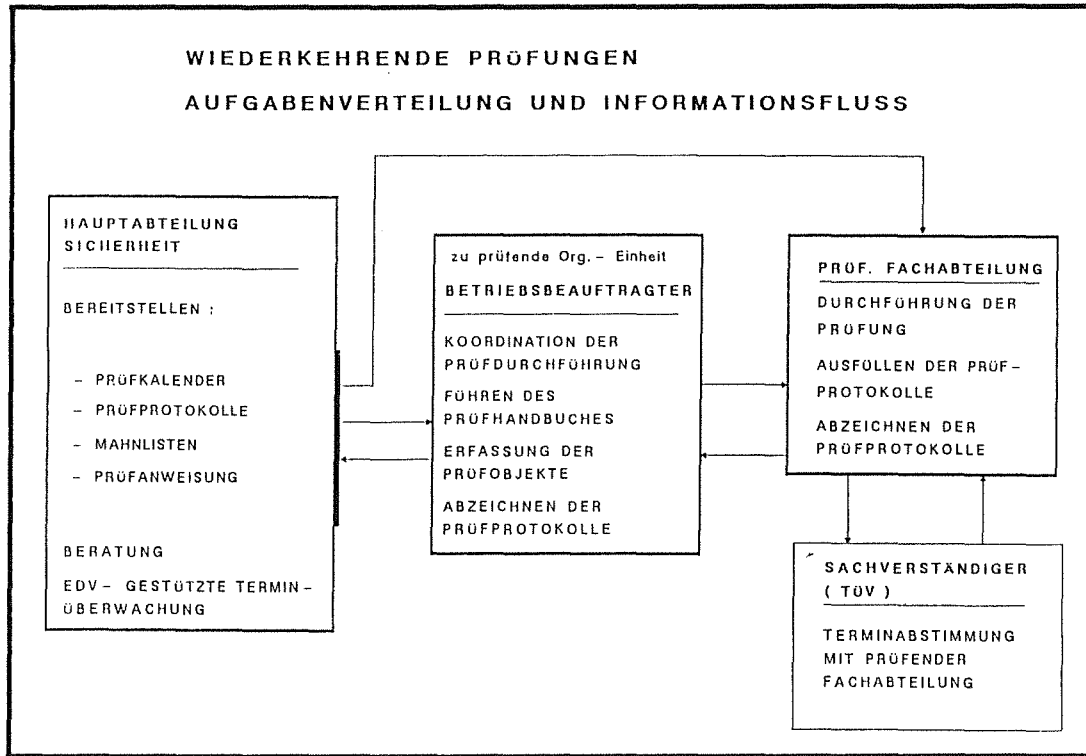 WIEDERKEHRENDE PRÜFUNGEN
AUFGABENVERTEILUNG UND INFORMATIONSFLUSS
HAUPTABTEILUNG
SICHERHEIT
BEREITSTELLEN :
- PRÜFKALENDER
- PRÜFPROTOKOLLE
- MAHNLISTEN
- PRÜFANWEISUNG
BERATUNG
EDV- GESTÜTZTE TERMIN-
ÜBERWACHUNG
zu prüfende Org.- Einheit
BETRIEBSBEAUFTRAGTER
KOORDINATION DER
PRÜFDURCHFÜHRUNG
FÜHREN DES
PRÜFHANDBUCHES
ERFASSUNG DER
PRÜFOBJEKTE
ABZEICHNEN DER
PRÜFPROTOKOLLE
PRÜF. FACHABTEILUNG
DURCHFÜHRUNG DER
PRÜFUNG
AUSFÜLLEN DER PRÜF-
PROTOKOLLE
ABZEICHNEN DER
PRÜFPROTOKOLLE
SACHVERSTÄNDIGER
( TÜV )
TERMINABSTIMMUNG
MIT PRÜFENDER
FACHABTEILUNG